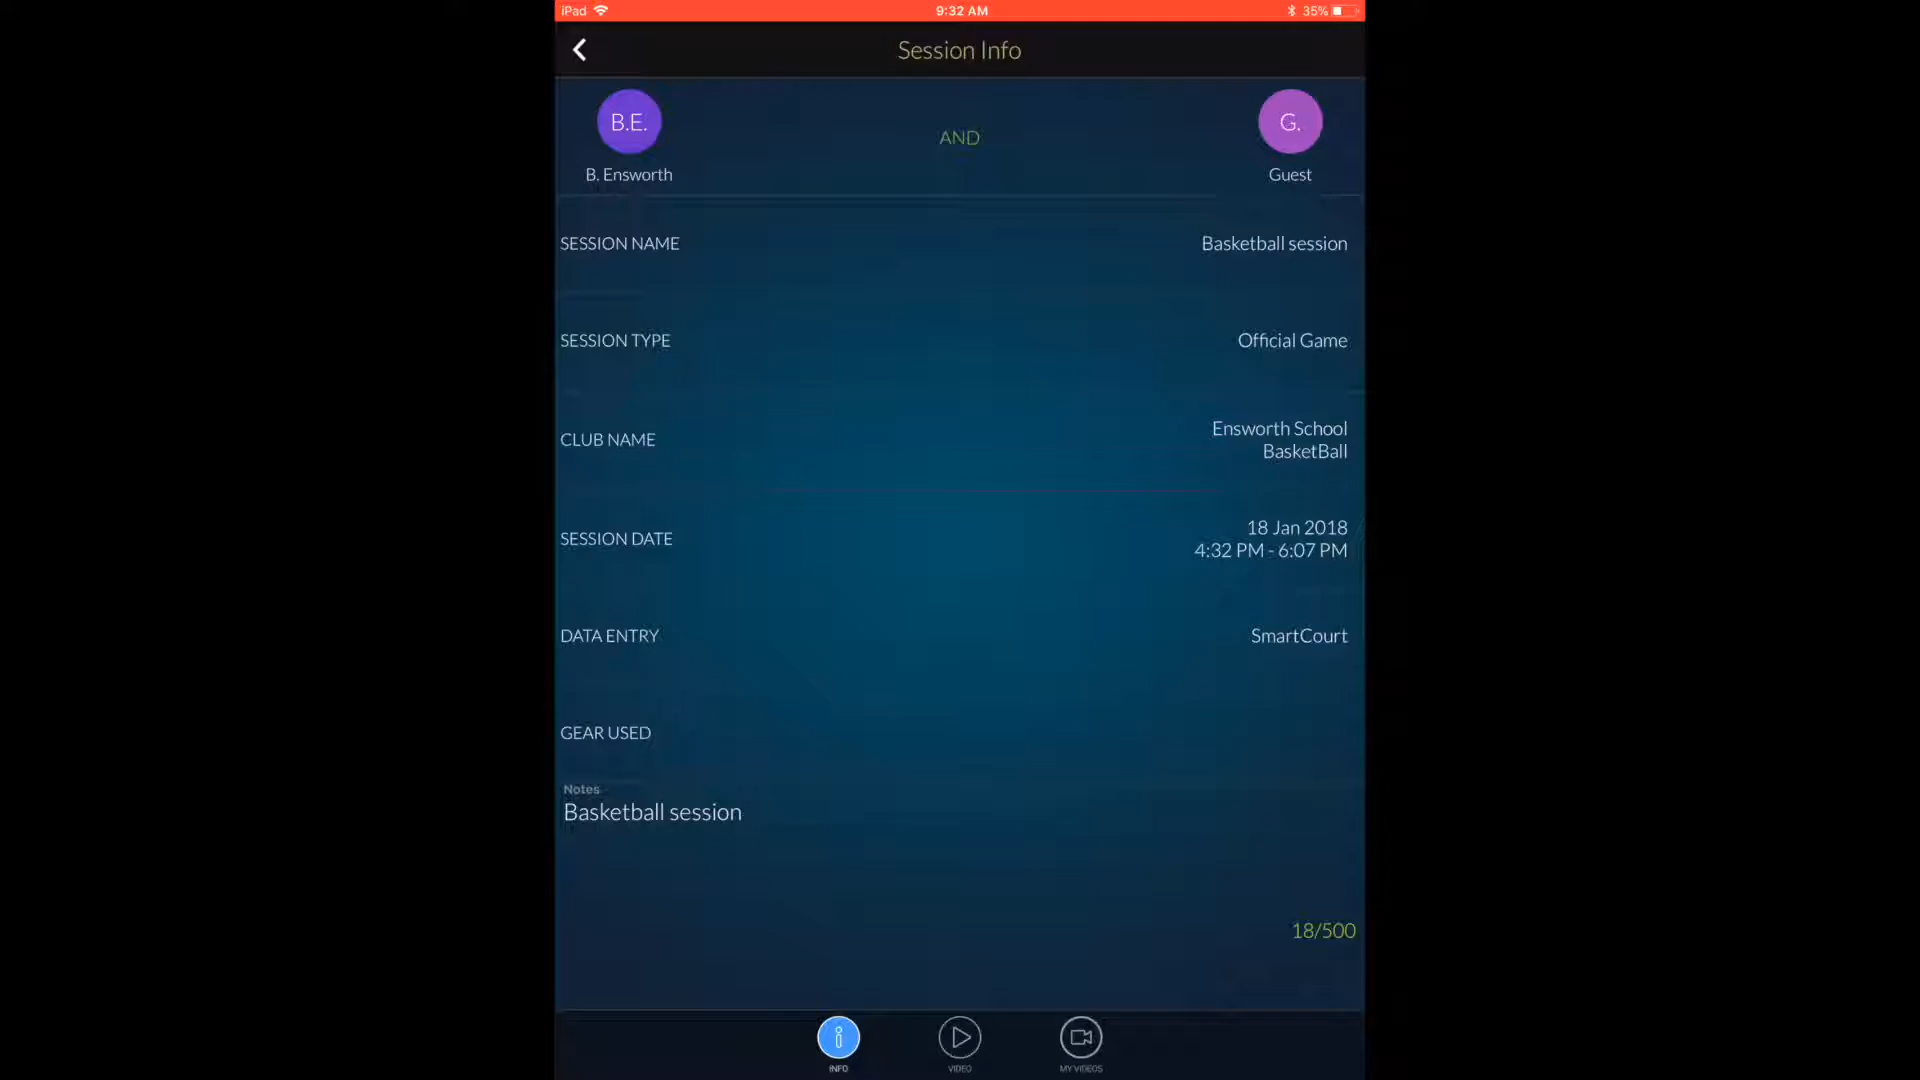 iPad 9:32 AM 35%
Session Info
B.E. G.
AND
B. Ensworth Guest
SESSION NAME Basketball session
SESSION TYPE Official Game
CLUB NAME Ensworth School
BasketBall
SESSION DATE 18 Jan 2018
4:32 PM - 6:07 PM
DATA ENTRY SmartCourt
GEAR USED
Notes
Basketball session
18/500
INFO VIDEO MY VIDEOS